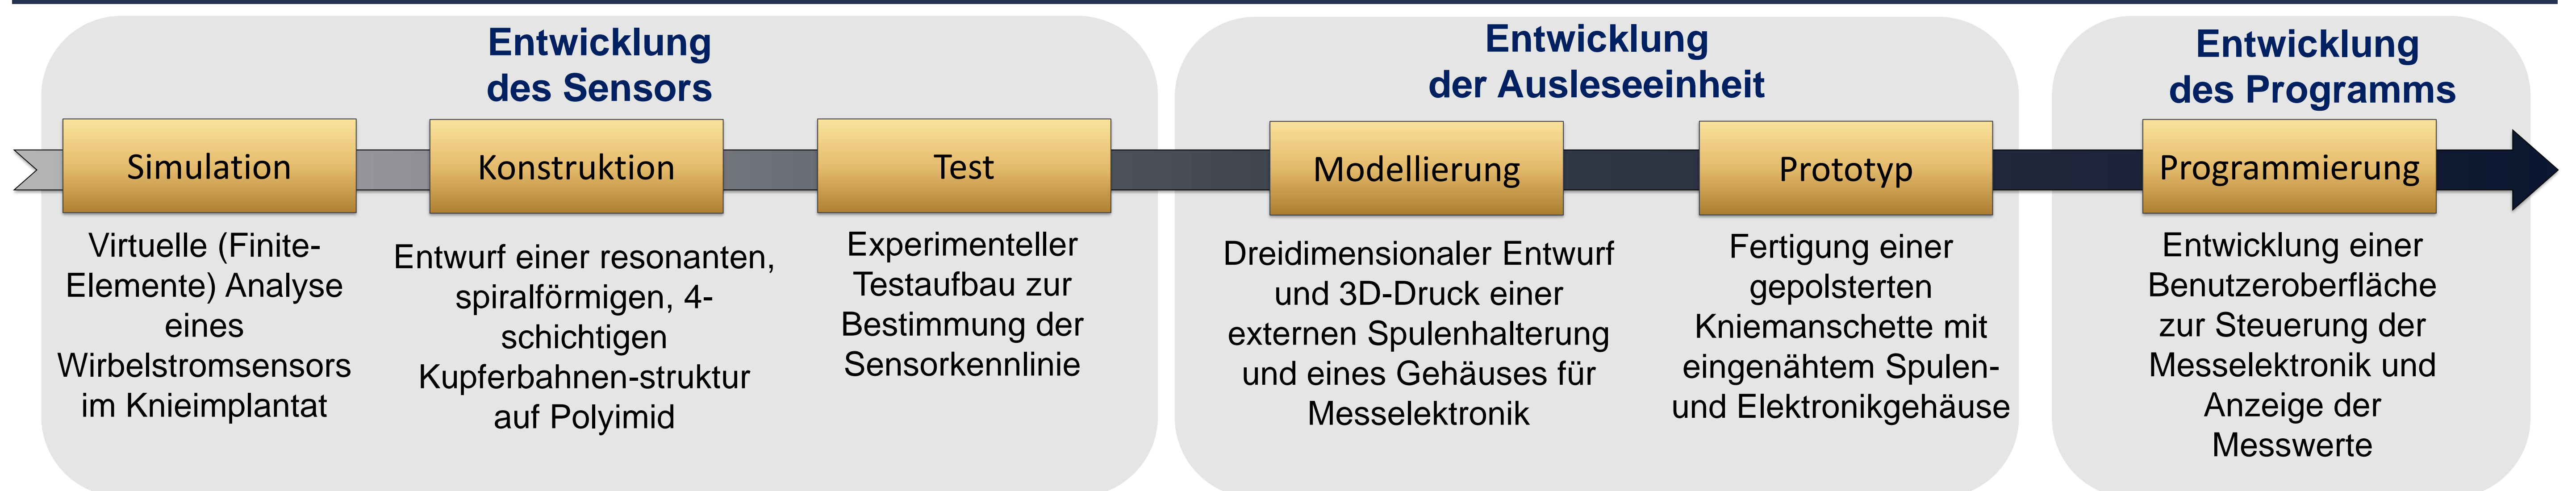 Entwicklung
des Sensors
Simulation
Virtuelle (Finite-
Elemente) Analyse
eines
Wirbelstromsensors
im Knieimplantat
Konstruktion
Entwurf einer resonanten,
spiralförmigen, 4-
schichtigen
Kupferbahnen-struktur
auf Polyimid
Test
Experimenteller
Testaufbau zur
Bestimmung der
Sensorkennlinie
Entwicklung
der Ausleseeinheit
Modellierung
Dreidimensionaler Entwurf
und 3D-Druck einer
externen Spulenhalterung
und eines Gehäuses für
Messelektronik
Prototyp
Fertigung einer
gepolsterten
Kniemanschette mit
eingenähtem Spulen-
und Elektronikgehäuse
Entwicklung
des Programms
Programmierung
Entwicklung einer
Benutzeroberfläche
zur Steuerung der
Messelektronik und
Anzeige der
Messwerte